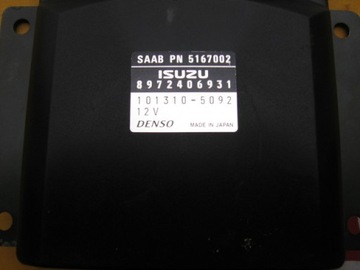 SAAB PN 5167002
ISUZU
8972406931
101310-5092
12V
DENSO MADE IN JAPAN